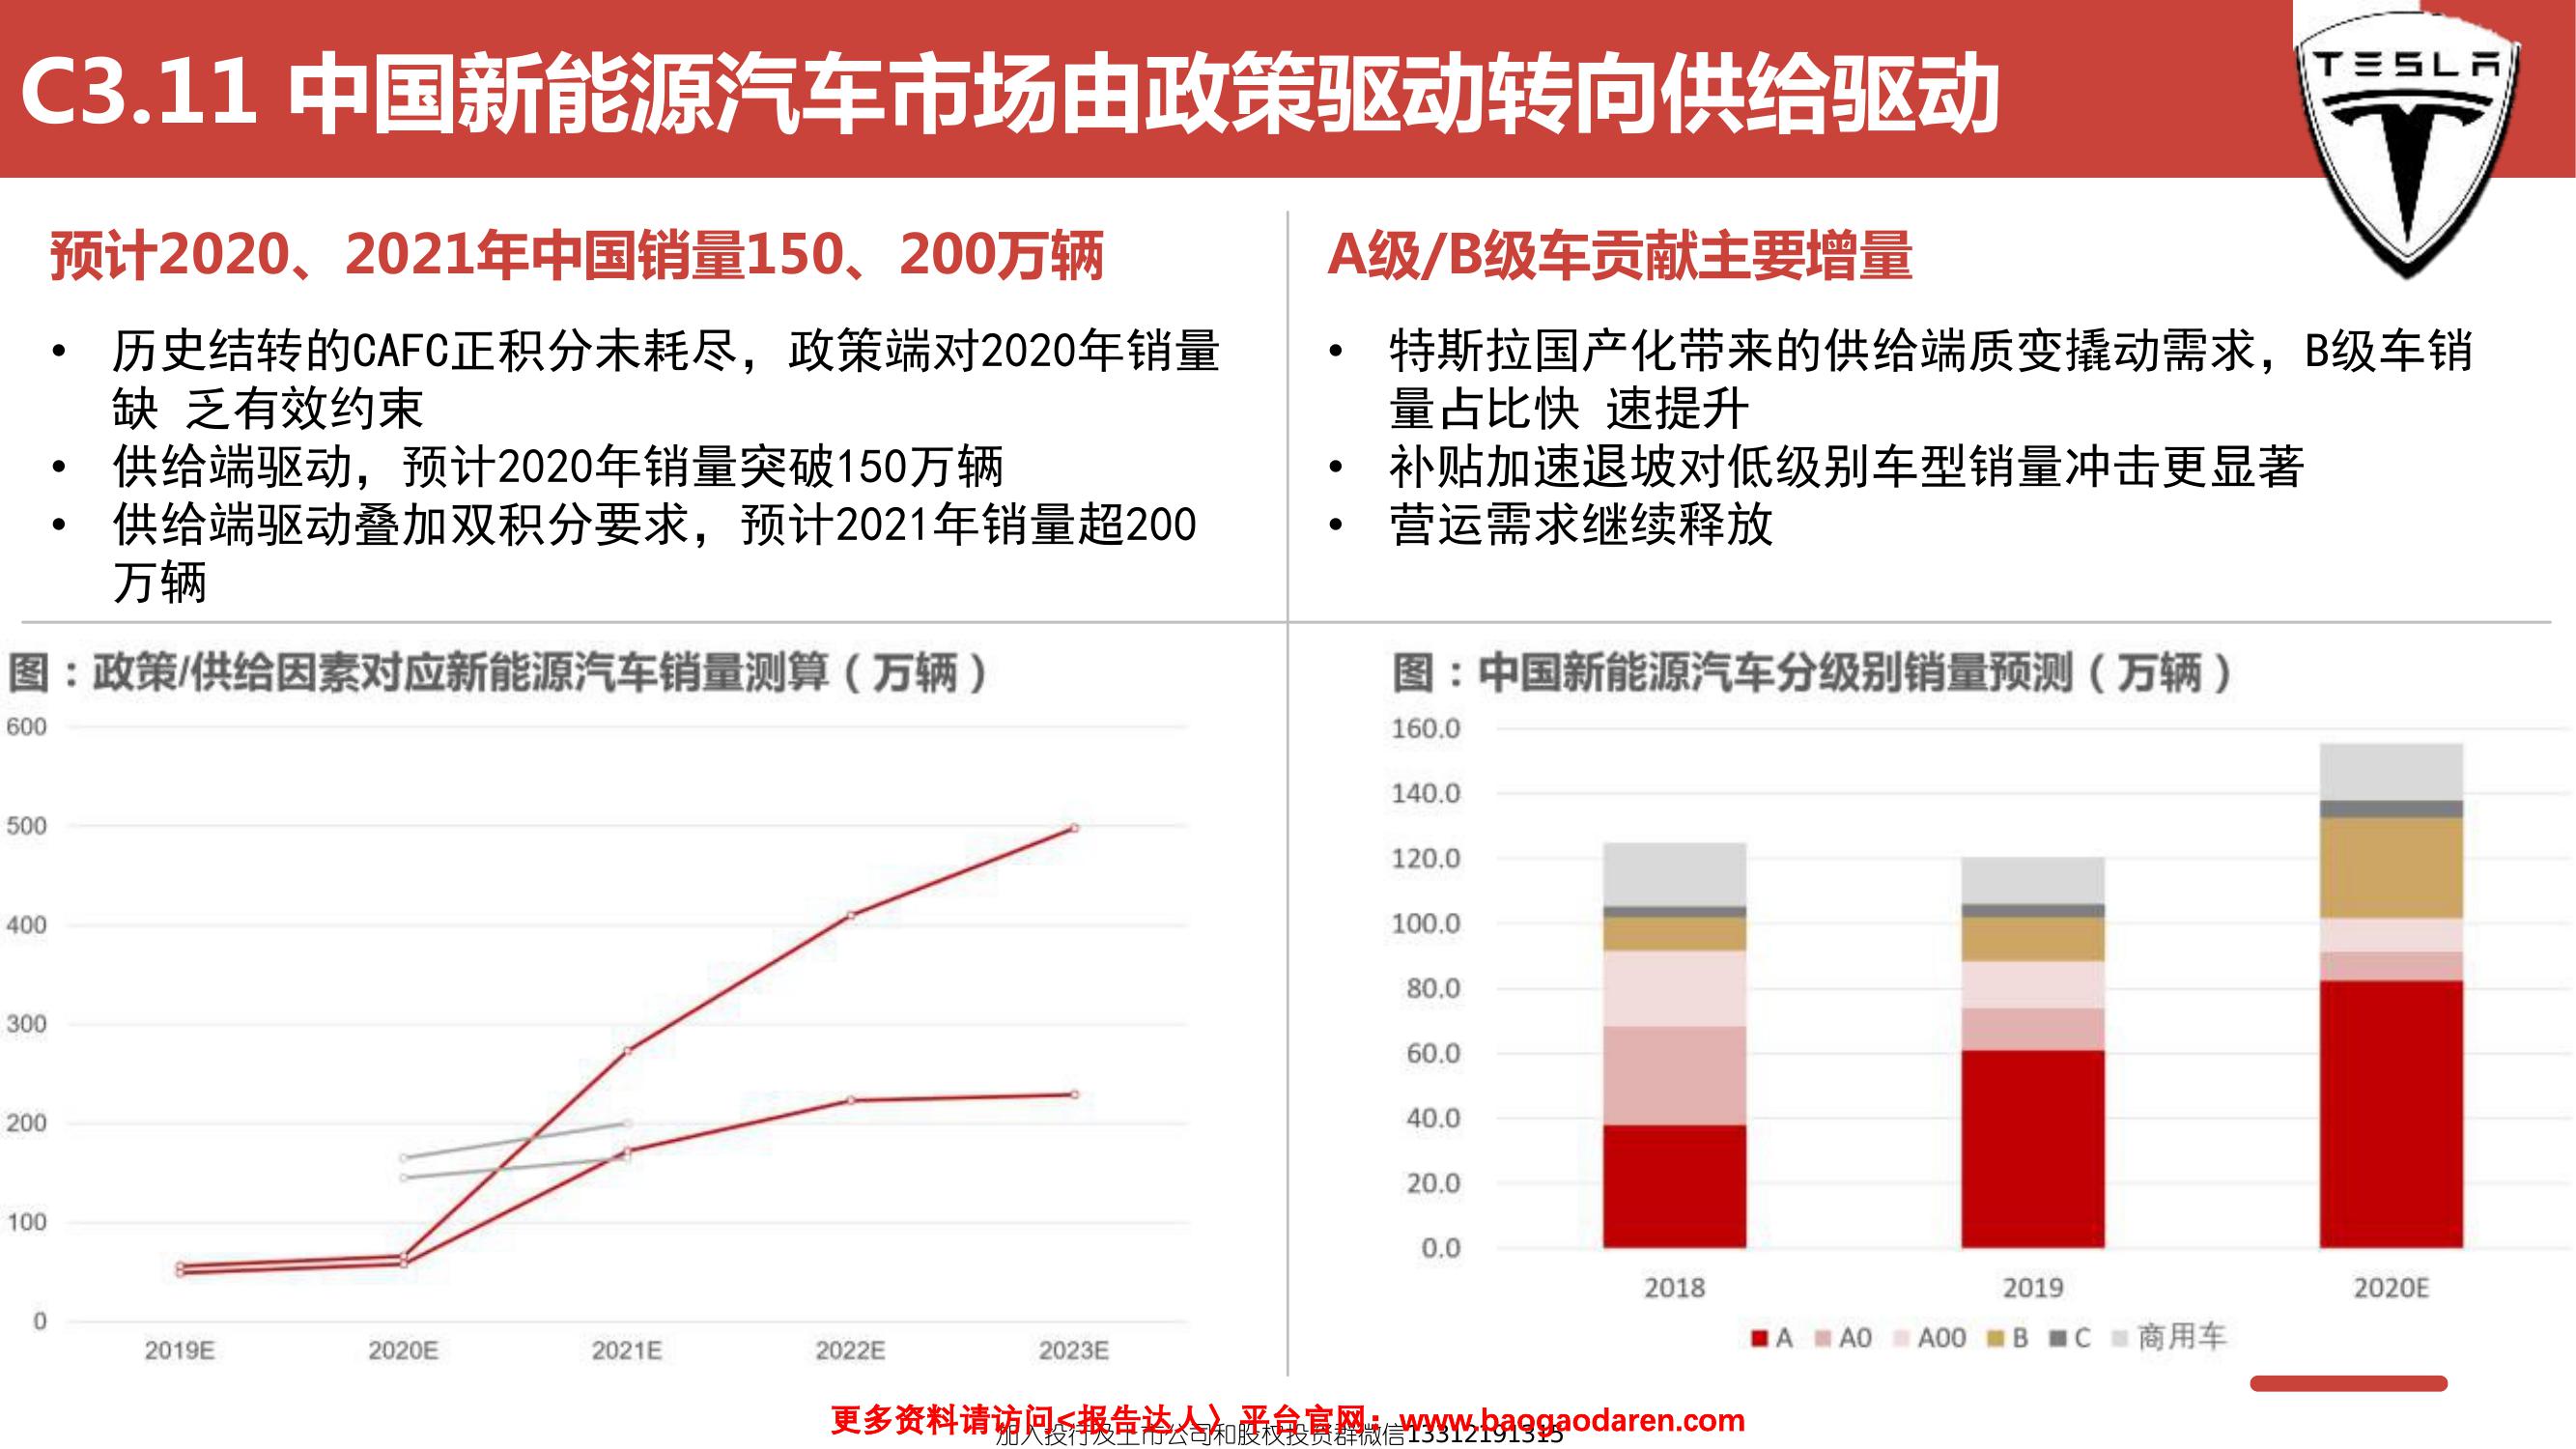 C3.11 中国新能源汽车市场由政策驱动转向供给驱动
TESLA
预计2020、2021年中国销量150、200万辆
• 历史结转的CAFC正积分未耗尽，政策端对2020年销量
缺 乏有效约束
• 供给端驱动，预计2020年销量突破150万辆
• 供给端驱动叠加双积分要求，预计2021年销量超200
万辆
A级/B级车贡献主要增量
• 特斯拉国产化带来的供给端质变撬动需求，B级车销
量占比快 速提升
• 补贴加速退坡对低级别车型销量冲击更显著
• 营运需求继续释放
图：政策/供给因素对应新能源汽车销量测算（万辆）
600
500
400
300
200
100
0
2019E 2020E 2021E 2022E 2023E
图：中国新能源汽车分级别销量预测（万辆）
160.0
140.0
120.0
100.0
80.0
60.0
40.0
20.0
0.0
2018 2019 2020E
A A0 A00 B C 商用车
更多资料请访问<报告达人〉平台官网：www.baogaodaren.com
加入投行及上市公司和股权投资群微信13312191315